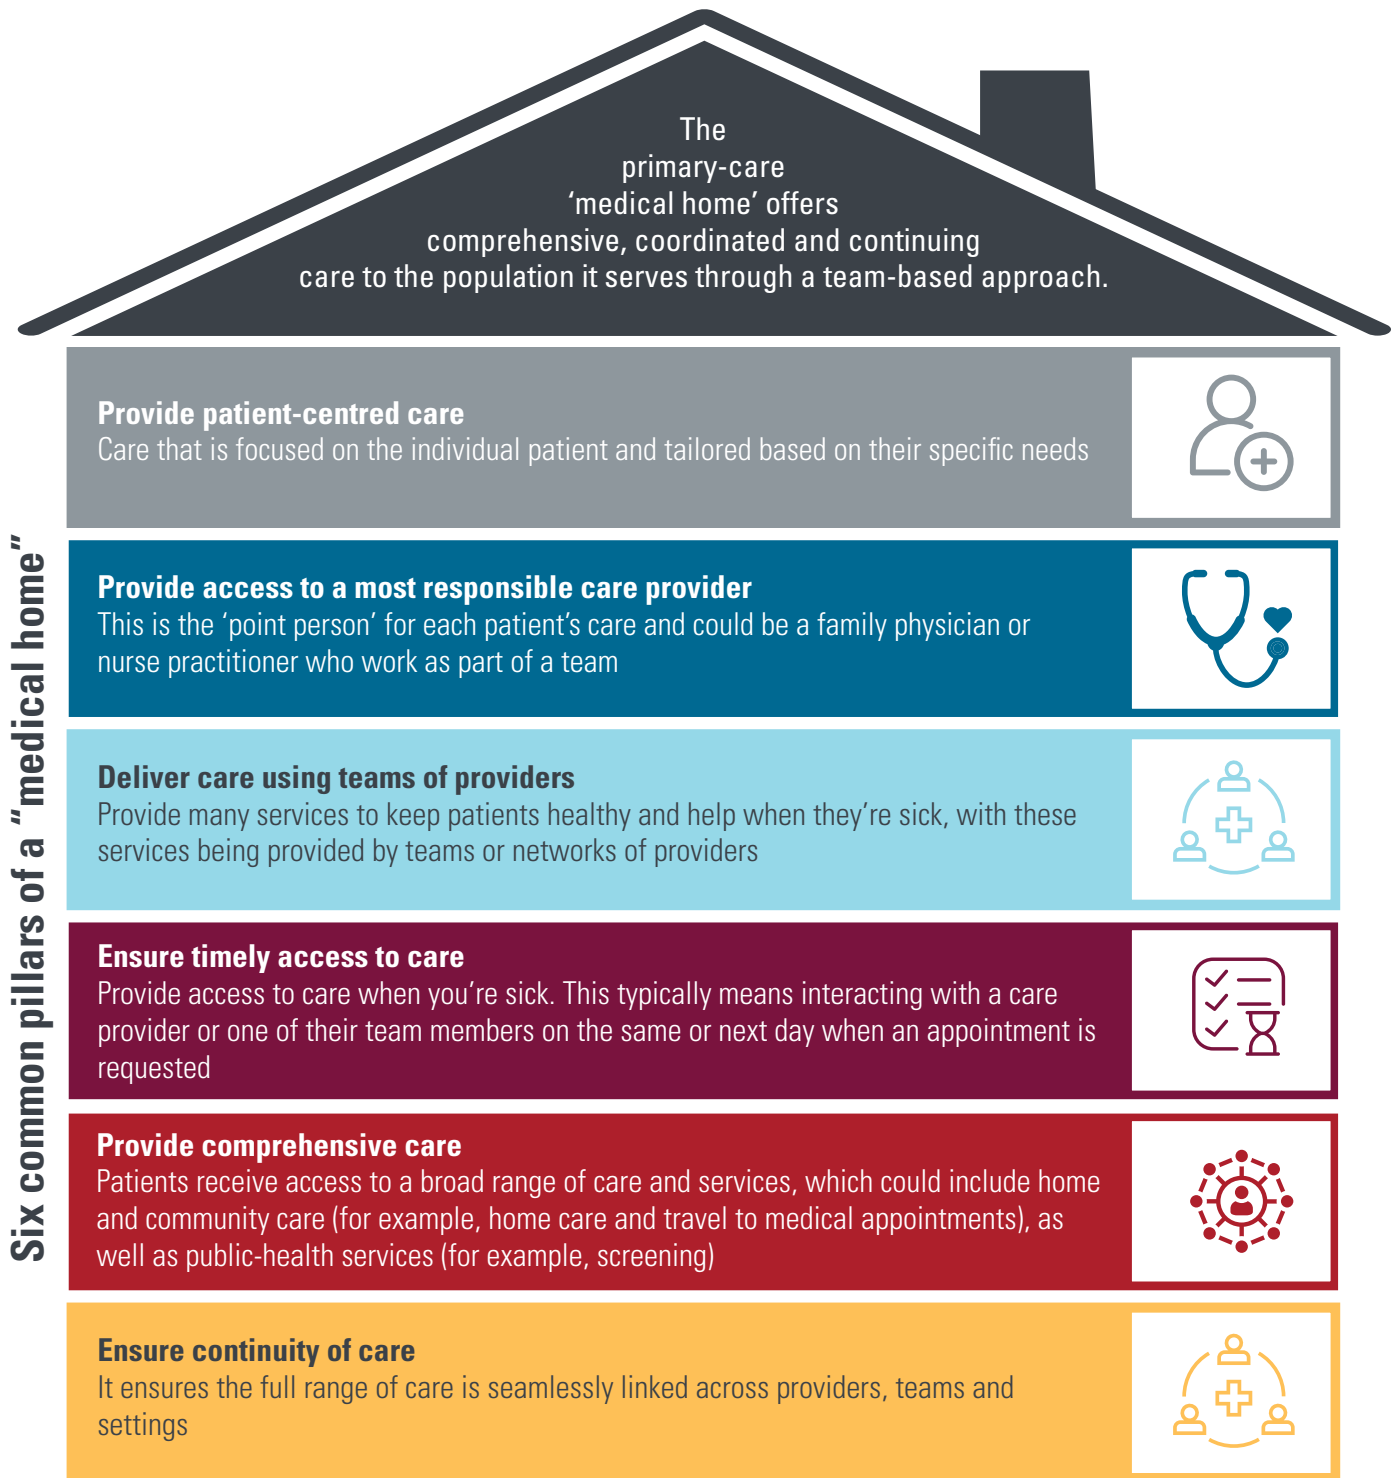 The
primary-care
‘medical home’ offers
comprehensive, coordinated and continuing
care to the population it serves through a team-based approach.
Six common pillars of a “medical home”
Provide patient-centred care
Care that is focused on the individual patient and tailored based on their specific needs
Provide access to a most responsible care provider
This is the ‘point person’ for each patient’s care and could be a family physician or
nurse practitioner who work as part of a team
Deliver care using teams of providers
Provide many services to keep patients healthy and help when they’re sick, with these
services being provided by teams or networks of providers
Ensure timely access to care
Provide access to care when you’re sick. This typically means interacting with a care
provider or one of their team members on the same or next day when an appointment is
requested
Provide comprehensive care
Patients receive access to a broad range of care and services, which could include home
and community care (for example, home care and travel to medical appointments), as
well as public-health services (for example, screening)
Ensure continuity of care
It ensures the full range of care is seamlessly linked across providers, teams and
settings